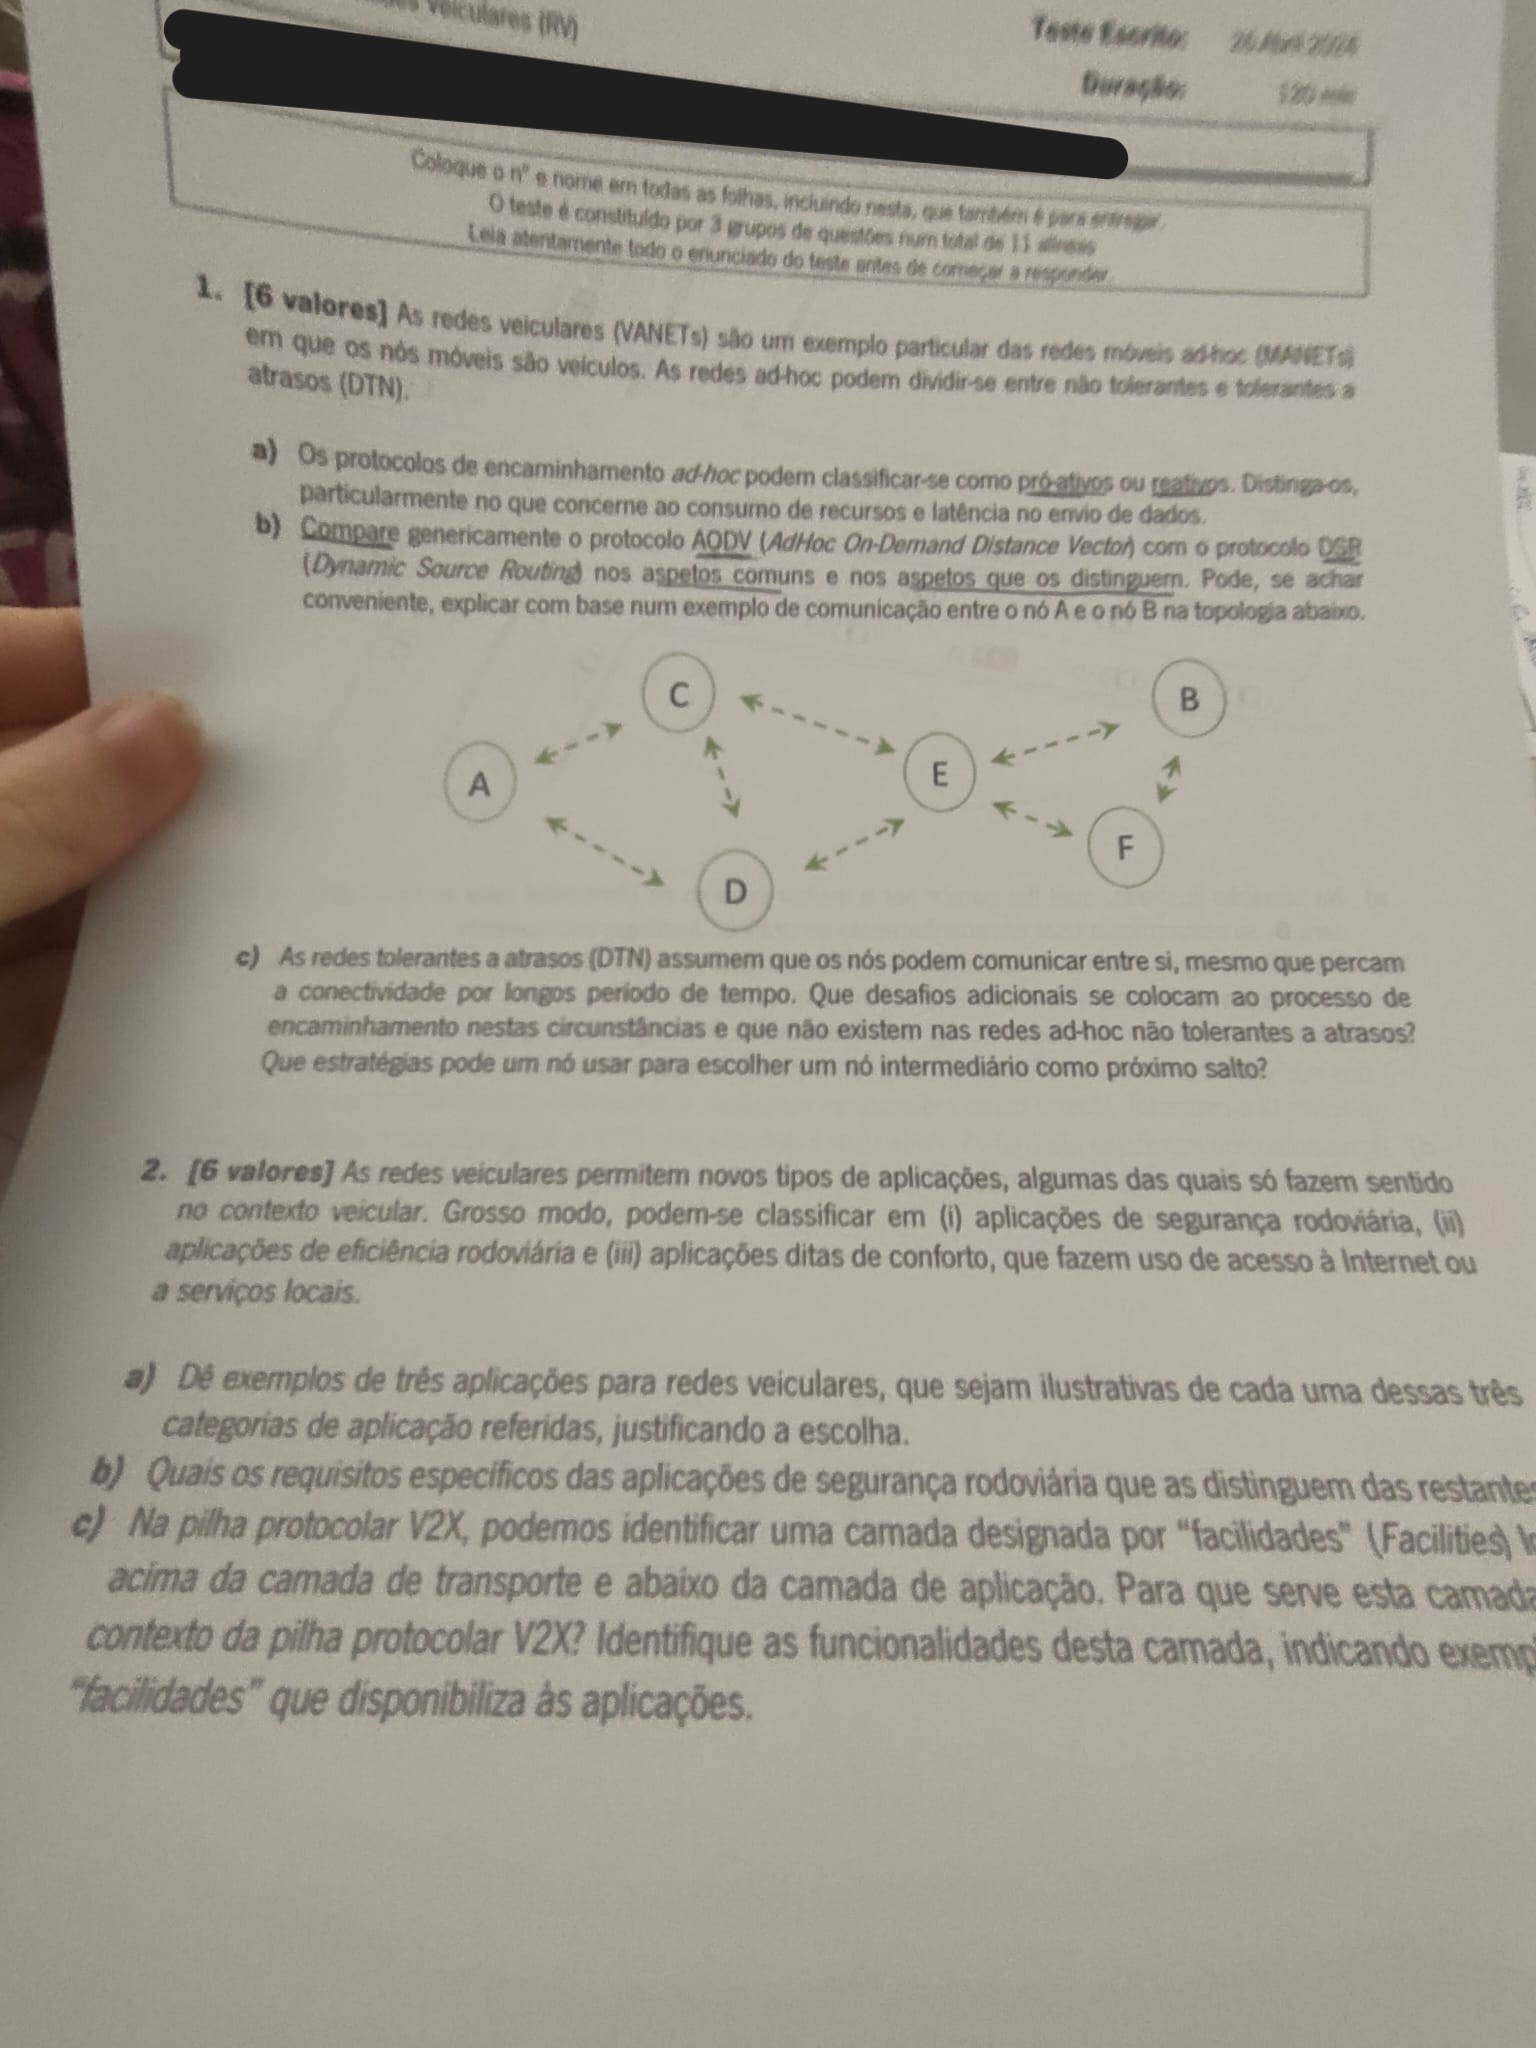 Veiculares (RV)
Teste Escrito: 26 Abril
Duração: 120 min
Coloque o nº e nome em todas as folhas, incluindo nesta, que também é para entregar.
O teste é constituído por 3 grupos de questões num total de 11 alíneas
Leia atentamente todo o enunciado do teste antes de começar a responder.
1. [6 valores] As redes veiculares (VANETs) são um exemplo particular das redes móveis ad-hoc (MANETs)
em que os nós móveis são veículos. As redes ad-hoc podem dividir-se entre não tolerantes e tolerantes a
atrasos (DTN).
a) Os protocolos de encaminhamento ad-hoc podem classificar-se como pró-ativos ou reativos. Distinga-os,
particularmente no que concerne ao consumo de recursos e latência no envio de dados.
b) Compare genericamente o protocolo AODV (AdHoc On-Demand Distance Vector) com o protocolo DSR
(Dynamic Source Routing) nos aspetos comuns e nos aspetos que os distinguem. Pode, se achar
conveniente, explicar com base num exemplo de comunicação entre o nó A e o nó B na topologia abaixo.
C
B
A
E
F
D
c) As redes tolerantes a atrasos (DTN) assumem que os nós podem comunicar entre si, mesmo que percam
a conectividade por longos período de tempo. Que desafios adicionais se colocam ao processo de
encaminhamento nestas circunstâncias e que não existem nas redes ad-hoc não tolerantes a atrasos?
Que estratégias pode um nó usar para escolher um nó intermediário como próximo salto?
2. [6 valores] As redes veiculares permitem novos tipos de aplicações, algumas das quais só fazem sentido
no contexto veicular. Grosso modo, podem-se classificar em (i) aplicações de segurança rodoviária, (ii)
aplicações de eficiência rodoviária e (iii) aplicações ditas de conforto, que fazem uso de acesso à Internet ou
a serviços locais.
a) Dê exemplos de três aplicações para redes veiculares, que sejam ilustrativas de cada uma dessas três
categorias de aplicação referidas, justificando a escolha.
b) Quais os requisitos específicos das aplicações de segurança rodoviária que as distinguem das restantes
c) Na pilha protocolar V2X, podemos identificar uma camada designada por "facilidades" (Facilities)
acima da camada de transporte e abaixo da camada de aplicação. Para que serve esta camada
contexto da pilha protocolar V2X? Identifique as funcionalidades desta camada, indicando exemp
"facilidades" que disponibiliza às aplicações.